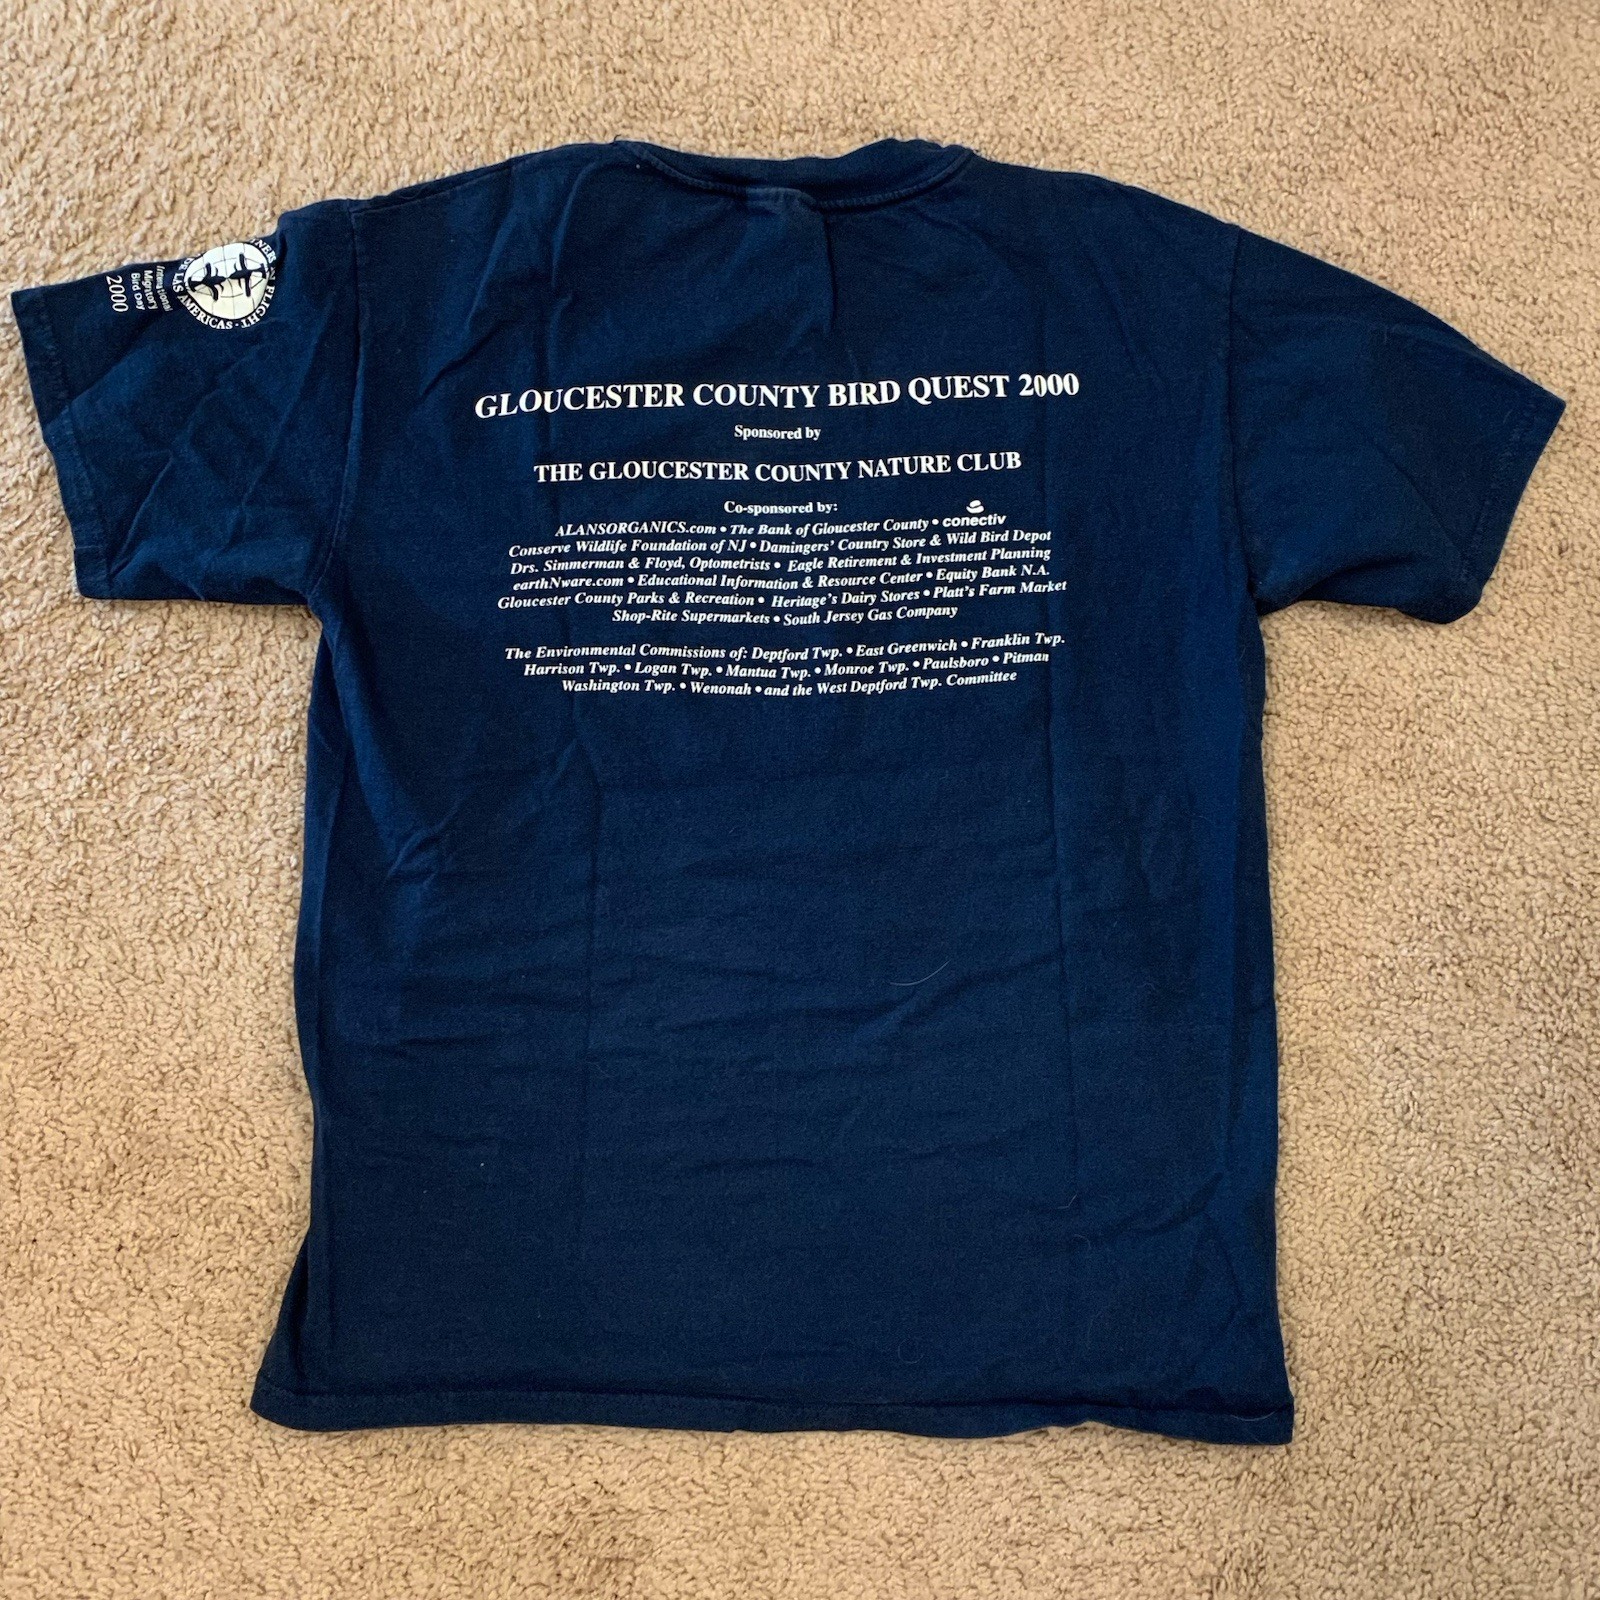 GLOUCESTER COUNTY BIRD QUEST 2000
Sponsored by
THE GLOUCESTER COUNTY NATURE CLUB
Co-sponsored by:
ALANSORGANICS.com • The Bank of Gloucester County • conectiv
Conserve Wildlife Foundation of NJ • Damingers' Country Store & Wild Bird Depot
Drs. Simmerman & Floyd, Optometrists • Eagle Retirement & Investment Planning
earthNware.com • Educational Information & Resource Center • Equity Bank N.A.
Gloucester County Parks & Recreation • Heritage's Dairy Stores • Platt's Farm Market
Shop-Rite Supermarkets • South Jersey Gas Company
The Environmental Commissions of: Deptford Twp. • East Greenwich • Franklin Twp.
Harrison Twp. • Logan Twp. • Mantua Twp. • Monroe Twp. • Paulsboro • Pitman
Washington Twp. • Wenonah • and the West Deptford Twp. Committee
FLIGHT
LAS AMERICAS
International
Migratory
Bird Day
2000